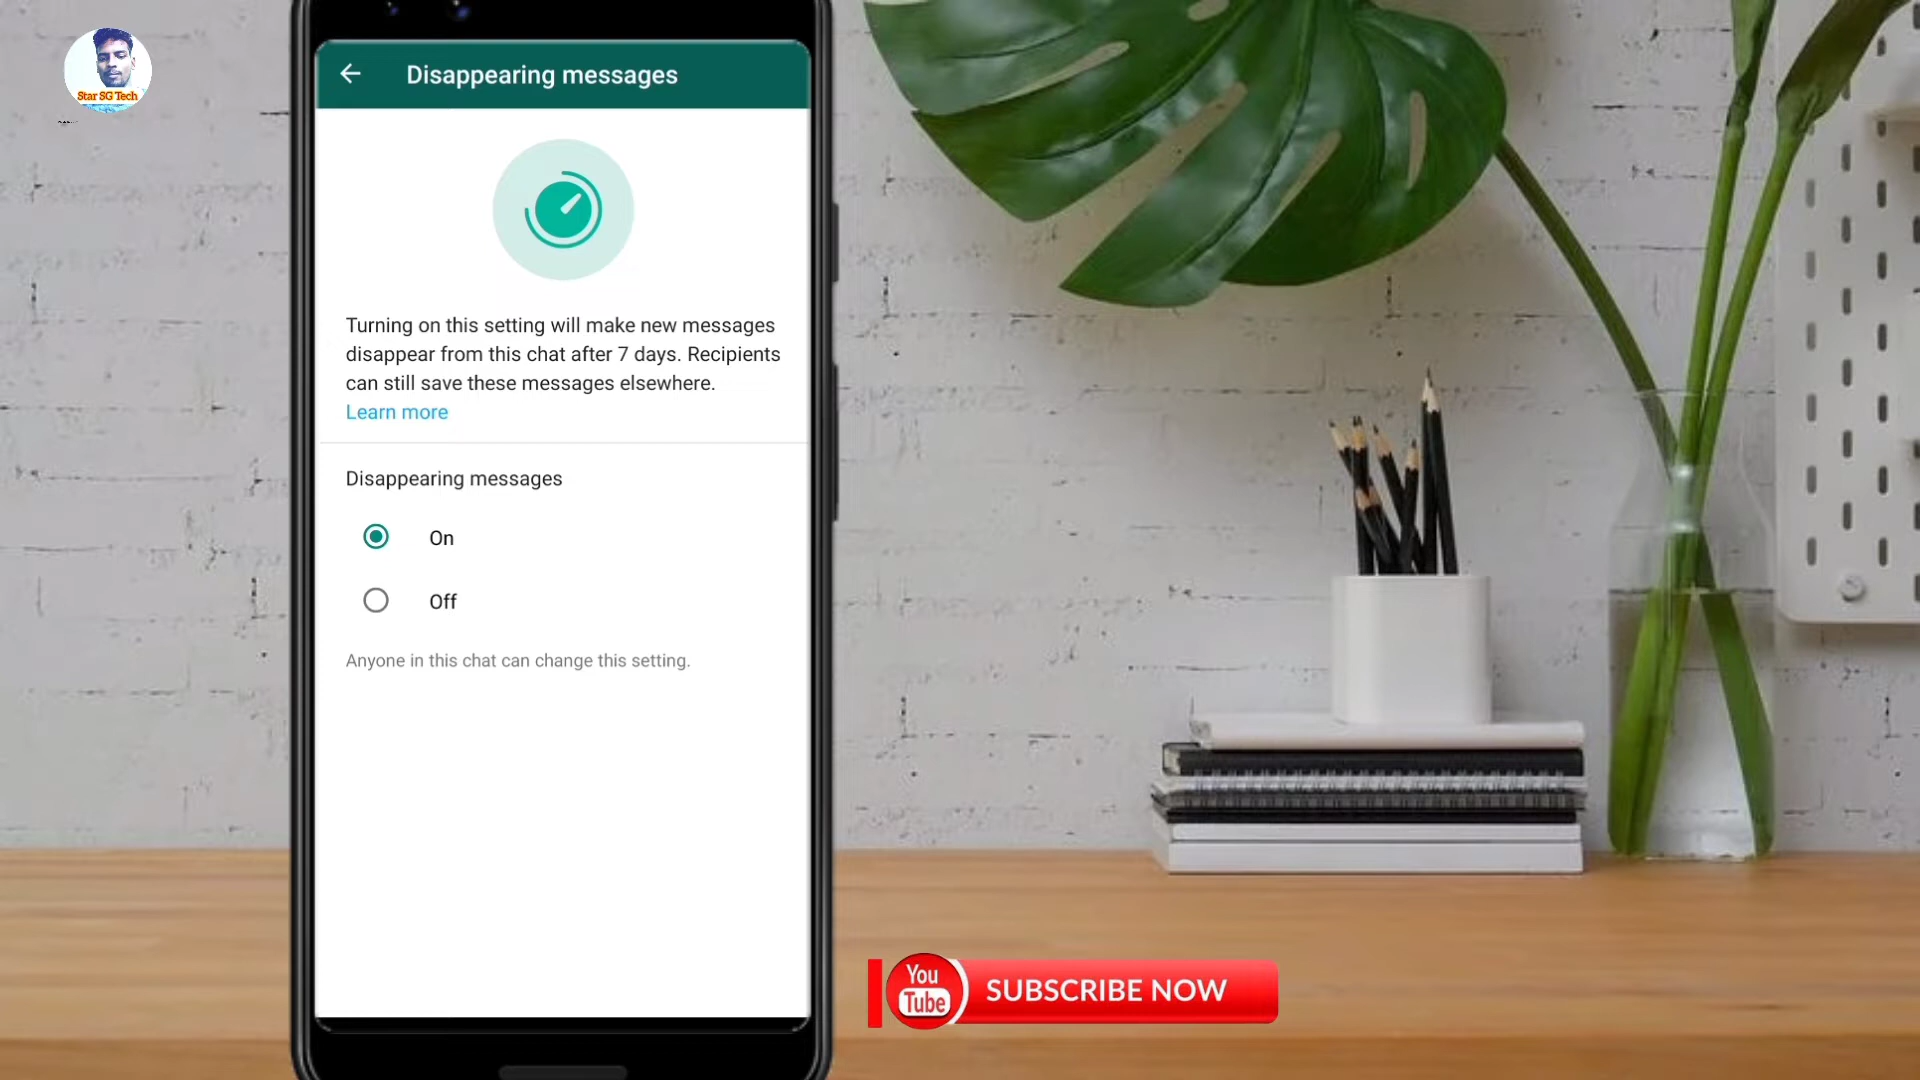 Star SG Tech
Disappearing messages
Turning on this setting will make new messages
disappear from this chat after 7 days. Recipients
can still save these messages elsewhere.
Learn more
Disappearing messages
On
Off
Anyone in this chat can change this setting.
You
Tube
SUBSCRIBE NOW